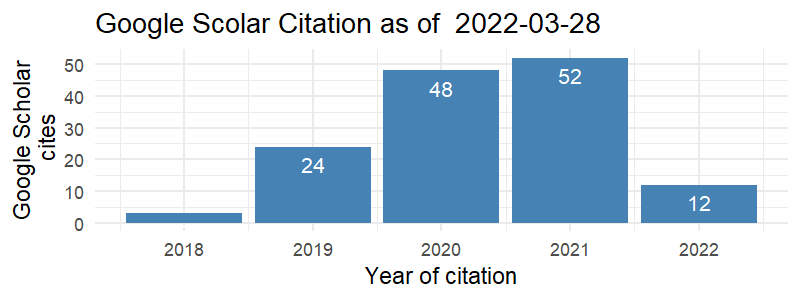 Google Scolar Citation as of  2022-03-28
Google Scholar
cites
50
40
30
20
10
0
24
48
52
12
2018 2019 2020 2021 2022
Year of citation